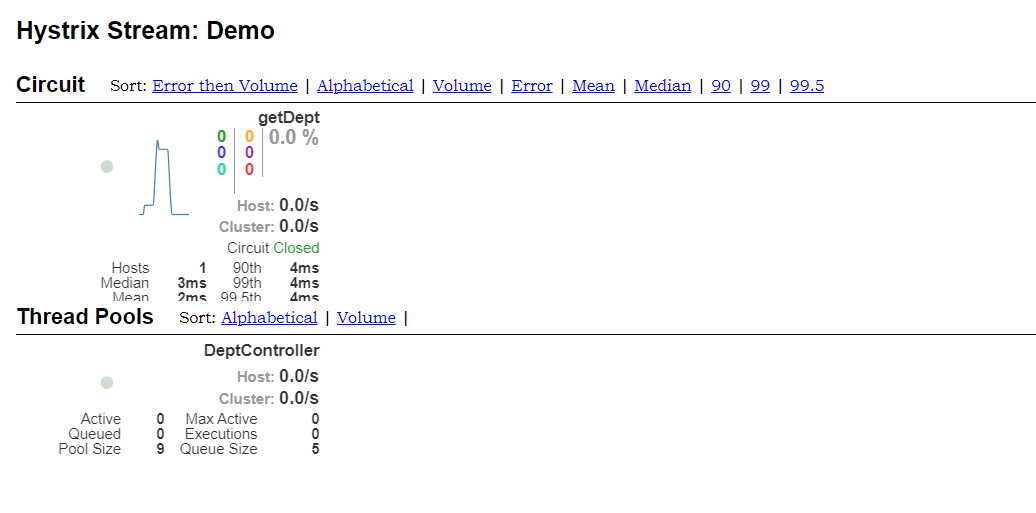 Hystrix Stream: Demo
Circuit Sort: Error then Volume | Alphabetical | Volume | Error | Mean | Median | 90 | 99 | 99.5
getDept
0 0 0.0 %
0 0
0 0
Host: 0.0/s
Cluster: 0.0/s
Circuit Closed
Hosts 1 90th 4ms
Median 3ms 99th 4ms
Mean 2ms 99.5th 4ms
Thread Pools Sort: Alphabetical | Volume |
DeptController
Host: 0.0/s
Cluster: 0.0/s
Active 0 Max Active 0
Queued 0 Executions 0
Pool Size 9 Queue Size 5